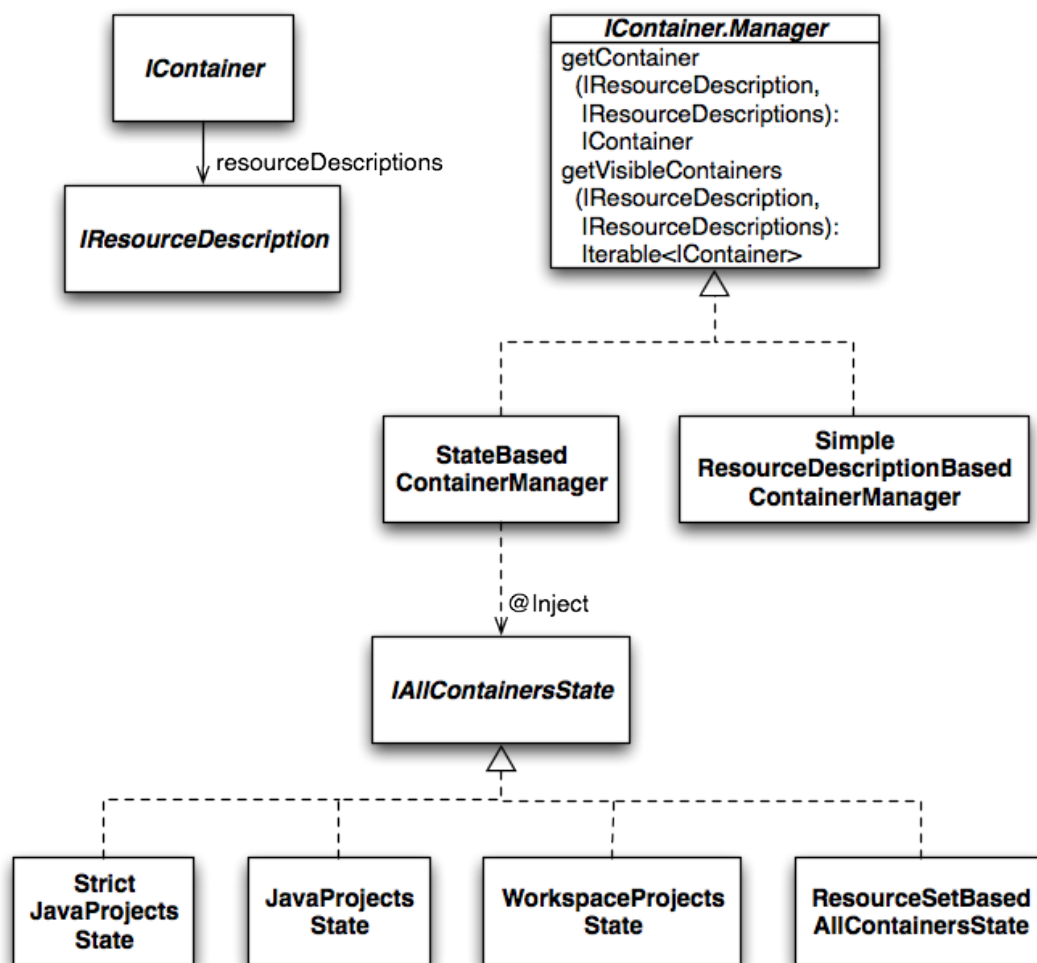 IContainer
resourceDescriptions
IResourceDescription
IContainer.Manager
getContainer
(IResourceDescription,
IResourceDescriptions):
IContainer
getVisibleContainers
(IResourceDescription,
IResourceDescriptions):
Iterable<IContainer>
StateBased
ContainerManager
Simple
ResourceDescriptionBased
ContainerManager
@Inject
IAllContainersState
Strict
JavaProjects
State
JavaProjects
State
WorkspaceProjects
State
ResourceSetBased
AllContainersState